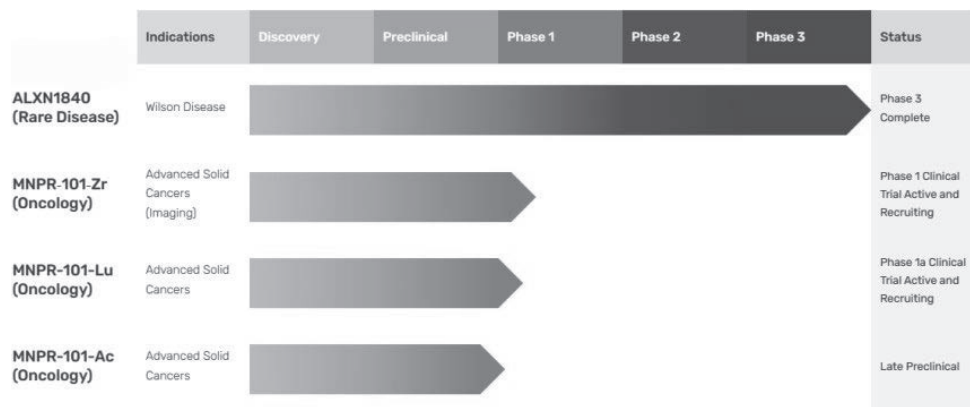 Indications Discovery Preclinical Phase 1 Phase 2 Phase 3 Status
ALXN1840
(Rare Disease)
Wilson Disease
Phase 3
Complete
MNPR-101-Zr
(Oncology)
Advanced Solid
Cancers
(Imaging)
Phase 1 Clinical
Trial Active and
Recruiting
MNPR-101-Lu
(Oncology)
Advanced Solid
Cancers
Phase 1a Clinical
Trial Active and
Recruiting
MNPR-101-Ac
(Oncology)
Advanced Solid
Cancers
Late Preclinical